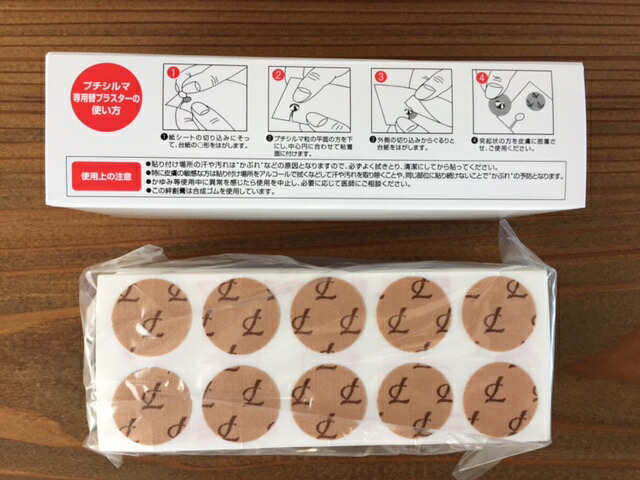 プチシルマ
専用替プラスターの
使い方
1
2
3
4
❶紙シートの切り込みにそっ
て、台紙の○形をはがします。
❷プチシルマ粒の平面の方を下
にし、中心円に合わせて粘着
面に付けます。
❸外側の切り込みからぐるりと
台紙をはがします。
❹突起状の方を皮膚に密着さ
せ、ご使用ください。
使用上の注意
●貼り付け場所の汗や汚れは"かぶれ"などの原因となりますので、必ずよく拭きとり、清潔にしてから貼ってください。
●特に皮膚の敏感な方は貼り付け場所をアルコールで拭くなどして汗や汚れを取り除くことや、同じ部位に貼り続けないことで"かぶれ"の予防となります。
●かゆみ等使用中に異常を感じたら使用を中止し、必要に応じて医師にご相談ください。
●この絆創膏は合成ゴムを使用しています。